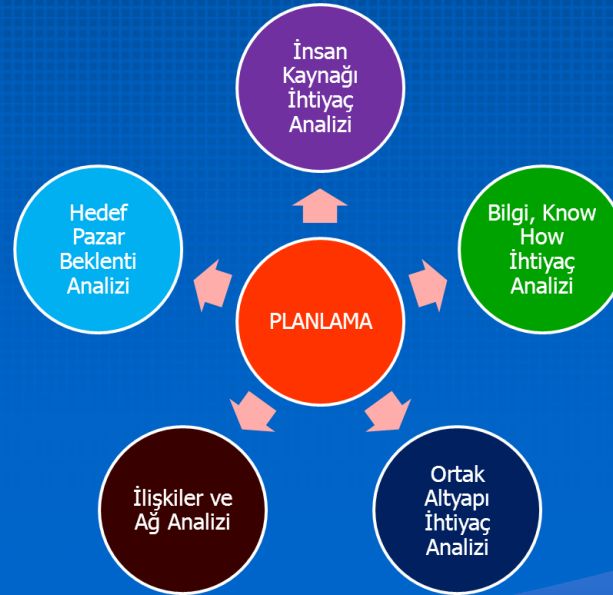 İnsan
Kaynağı
İhtiyaç
Analizi
Hedef
Pazar
Beklenti
Analizi
Bilgi, Know
How
İhtiyaç
Analizi
PLANLAMA
İlişkiler ve
Ağ Analizi
Ortak
Altyapı
İhtiyaç
Analizi